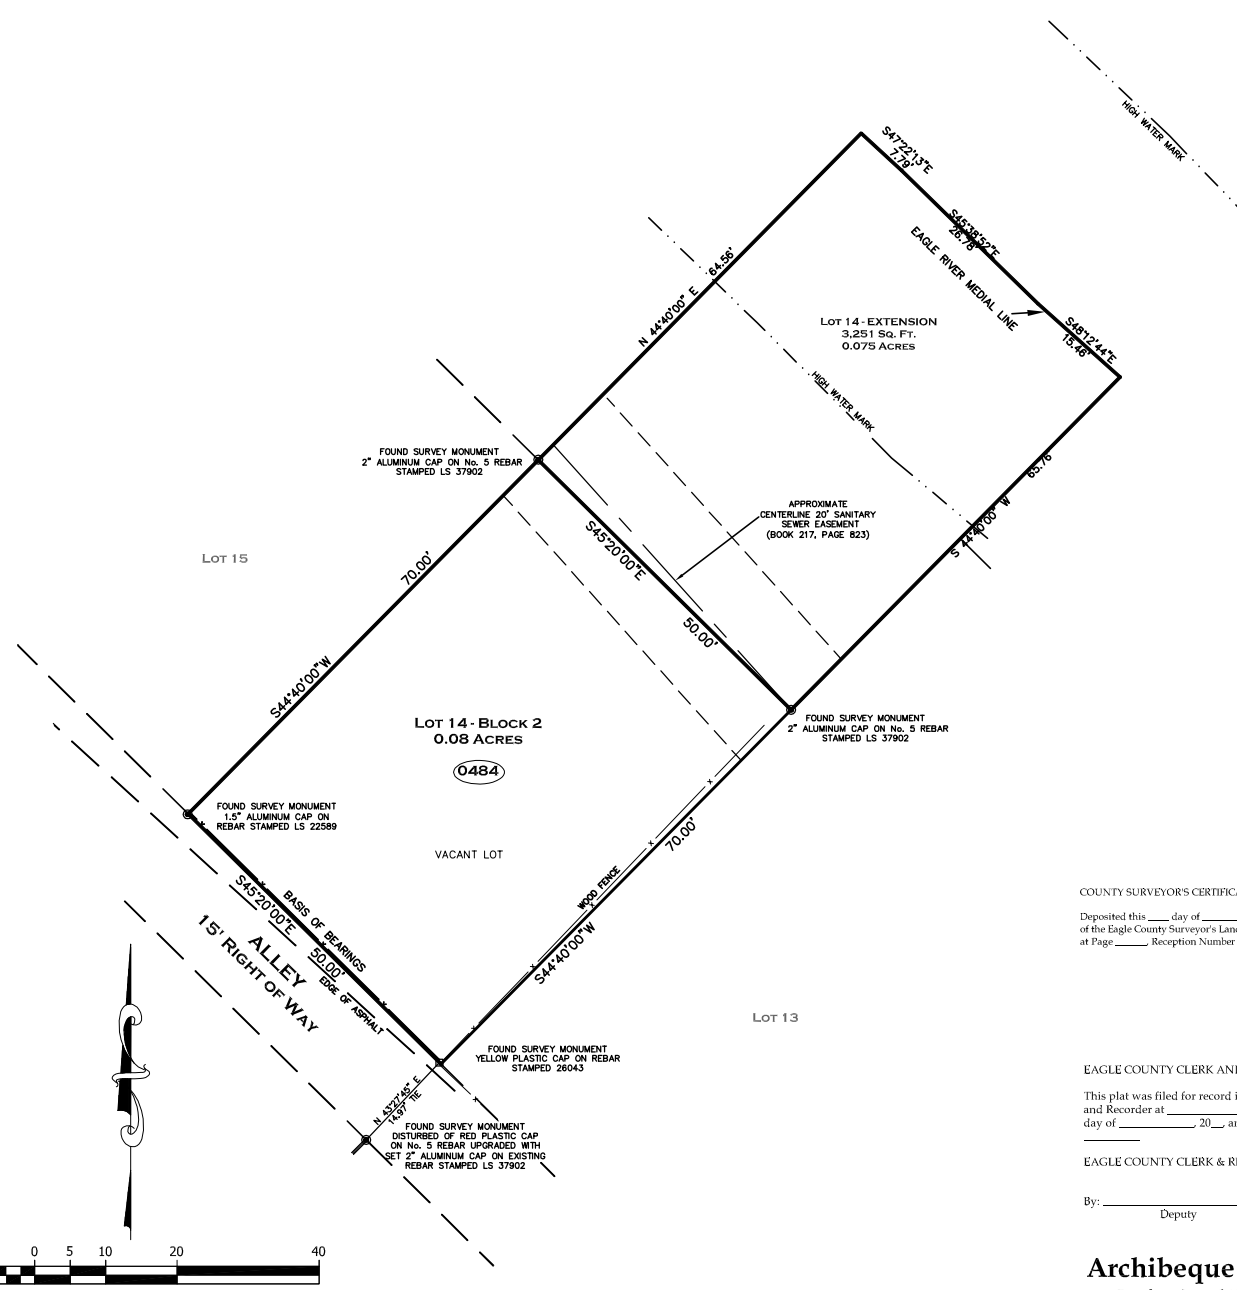 HIGH WATER MARK
S47°22'13"E
7.79'
S45°38'52"E
26.78'
EAGLE RIVER MEDIAL LINE
S48°12'44"E
15.46'
64.56'
N 44°40'00" E
LOT 14 - EXTENSION
3,251 SQ. FT.
0.075 ACRES
HIGH WATER MARK
FOUND SURVEY MONUMENT
2" ALUMINUM CAP ON No. 5 REBAR
STAMPED LS 37902
65.76'
S 44°40'00" W
APPROXIMATE
CENTERLINE 20' SANITARY
SEWER EASEMENT
(BOOK 217, PAGE 823)
S45°20'00"E
50.00'
LOT 15
70.00'
S44°40'00"W
LOT 14 - BLOCK 2
0.08 ACRES
0484
FOUND SURVEY MONUMENT
2" ALUMINUM CAP ON No. 5 REBAR
STAMPED LS 37902
FOUND SURVEY MONUMENT
1.5" ALUMINUM CAP ON
REBAR STAMPED LS 22589
VACANT LOT
70.00'
WOOD FENCE
S44°40'00"W
BASIS OF BEARINGS
S45°20'00"E
50.00'
ALLEY
15' RIGHT OF WAY
EDGE OF ASPHALT
LOT 13
FOUND SURVEY MONUMENT
YELLOW PLASTIC CAP ON REBAR
STAMPED 26043
N 43°27'45" E
14.97' TIE
FOUND SURVEY MONUMENT
DISTURBED OF RED PLASTIC CAP
ON No. 5 REBAR UPGRADED WITH
SET 2" ALUMINUM CAP ON EXISTING
REBAR STAMPED LS 37902
0 5 10 20 40
COUNTY SURVEYOR'S CERTIFICA
Deposited this ____ day of _______
of the Eagle County Surveyor's Land
at Page ______, Reception Number
EAGLE COUNTY CLERK AND
This plat was filed for record i
and Recorder at ____________
day of ____________, 20__, an
_________
EAGLE COUNTY CLERK & R
By: ______________________
Deputy
Archibeque